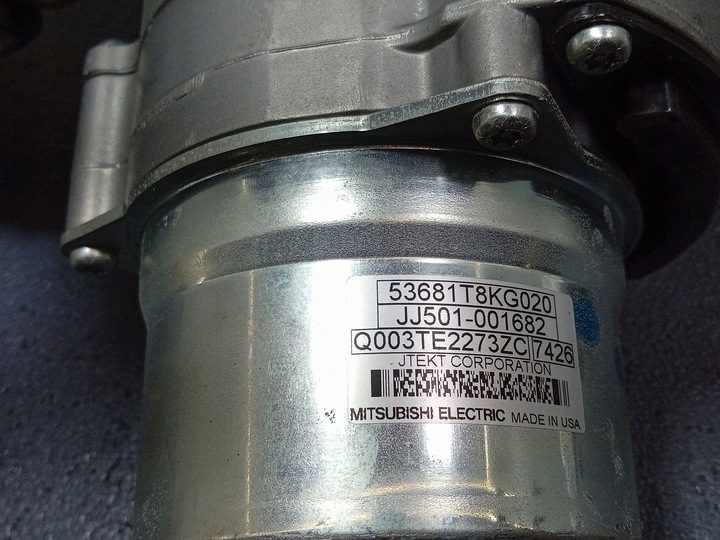 53681T8KG020
JJ501-001682
Q003TE2273ZC 7426
JTEKT CORPORATION
MITSUBISHI ELECTRIC MADE IN USA